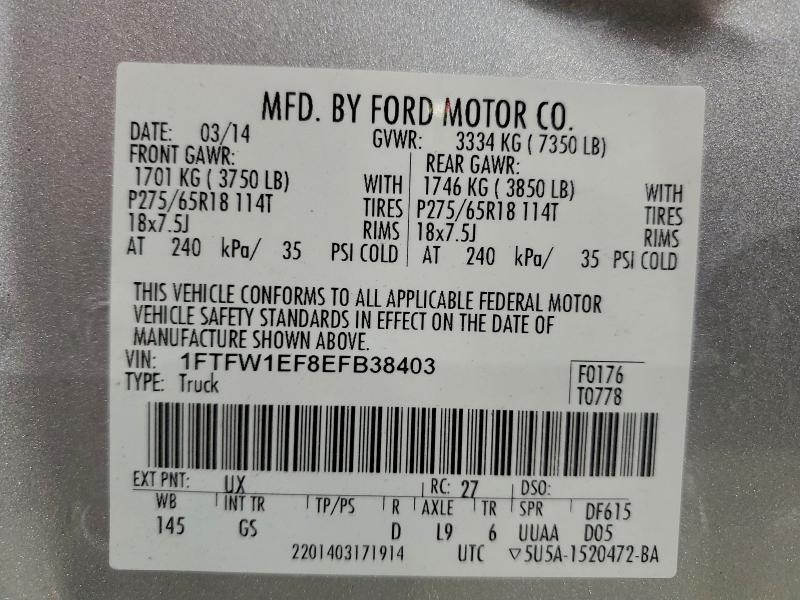 MFD. BY FORD MOTOR CO.
DATE: 03/14 GVWR: 3334 KG ( 7350 LB)
FRONT GAWR: REAR GAWR:
1701 KG ( 3750 LB) WITH 1746 KG ( 3850 LB) WITH
P275/65R18 114T TIRES P275/65R18 114T TIRES
18x7.5J RIMS 18x7.5J RIMS
AT 240 kPa/ 35 PSI COLD AT 240 kPa/ 35 PSI COLD
THIS VEHICLE CONFORMS TO ALL APPLICABLE FEDERAL MOTOR
VEHICLE SAFETY STANDARDS IN EFFECT ON THE DATE OF
MANUFACTURE SHOWN ABOVE.
VIN: 1FTFW1EF8EFB38403 F0176
TYPE: Truck T0778
EXT PNT: UX RC: 27 DSO:
WB INT TR TP/PS R AXLE TR SPR DF615
145 GS D L9 6 UUAA D05
2201403171914 UTC ▽5U5A-1520472-BA